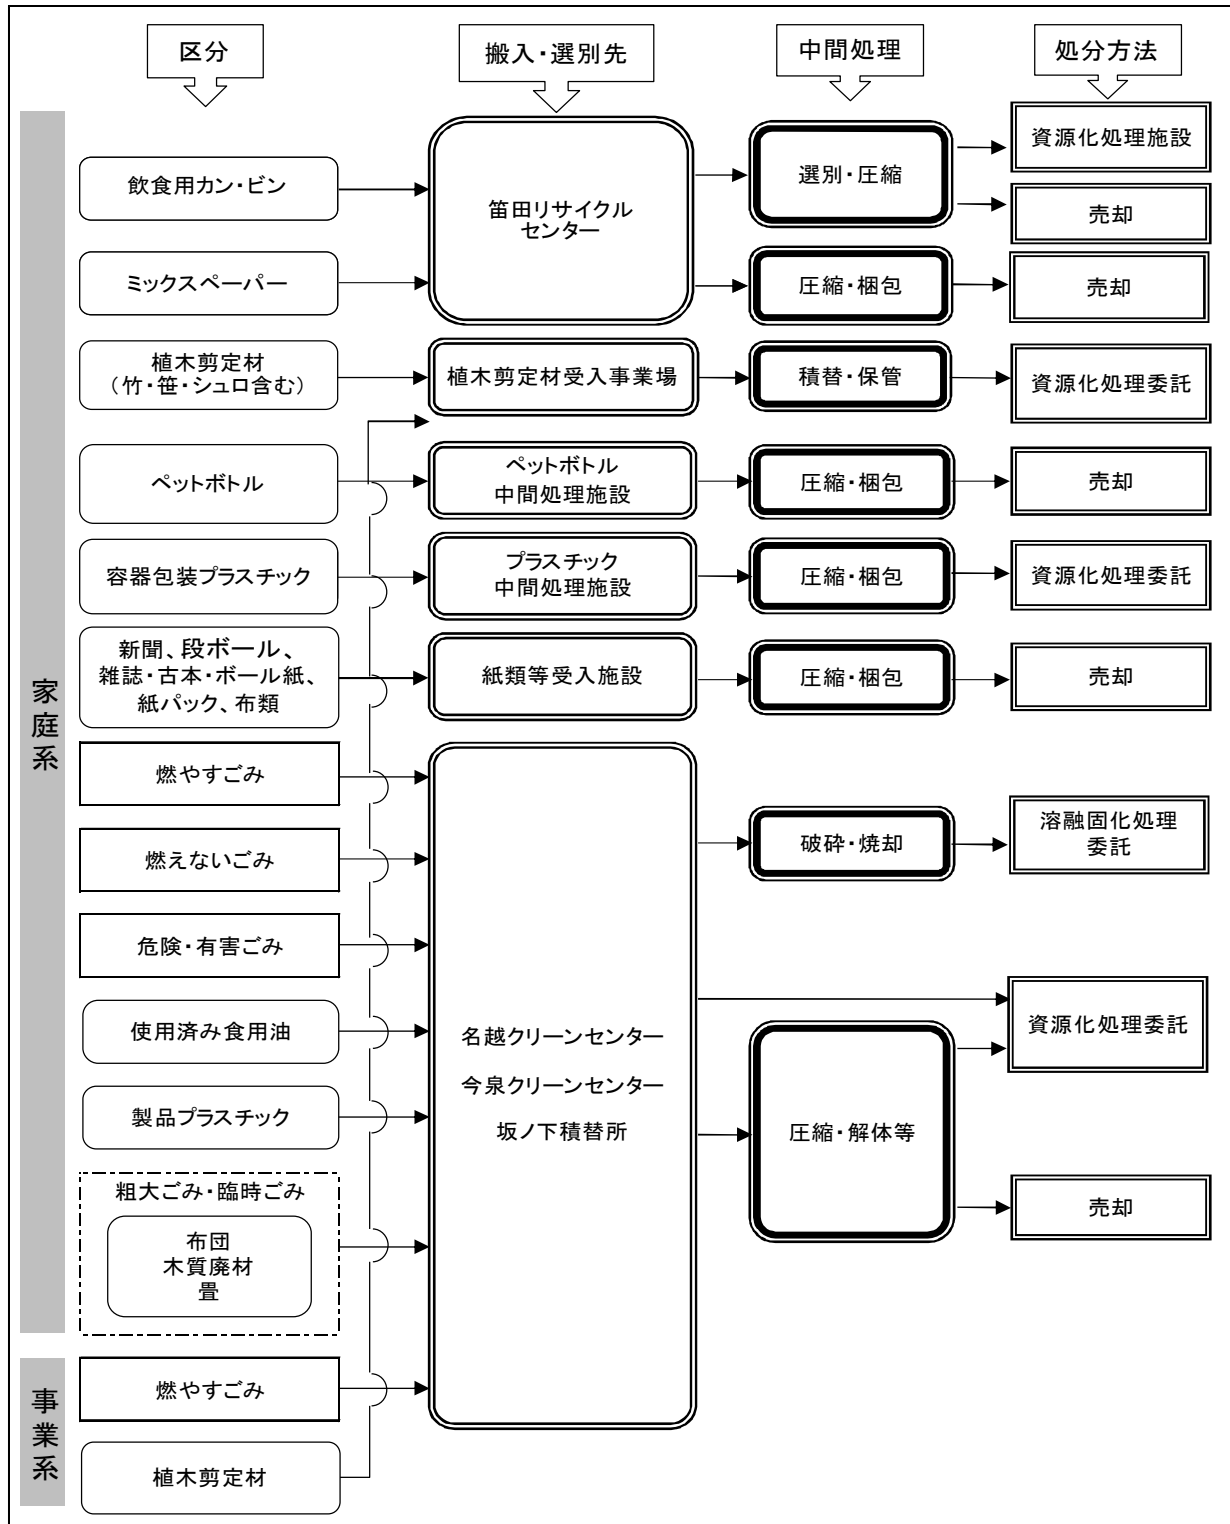 区分
搬入・選別先
中間処理
処分方法
家庭系
飲食用カン・ビン
笛田リサイクル
センター
選別・圧縮
資源化処理施設
売却
ミックスペーパー
圧縮・梱包
売却
植木剪定材
（竹・笹・シュロ含む）
植木剪定材受入事業場
積替・保管
資源化処理委託
ペットボトル
ペットボトル
中間処理施設
圧縮・梱包
売却
容器包装プラスチック
プラスチック
中間処理施設
圧縮・梱包
資源化処理委託
新聞、段ボール、
雑誌・古本・ボール紙、
紙パック、布類
紙類等受入施設
圧縮・梱包
売却
燃やすごみ
燃えないごみ
危険・有害ごみ
使用済み食用油
製品プラスチック
粗大ごみ・臨時ごみ
布団
木質廃材
畳
名越クリーンセンター
今泉クリーンセンター
坂ノ下積替所
破砕・焼却
溶融固化処理
委託
資源化処理委託
圧縮・解体等
売却
事業系
燃やすごみ
植木剪定材